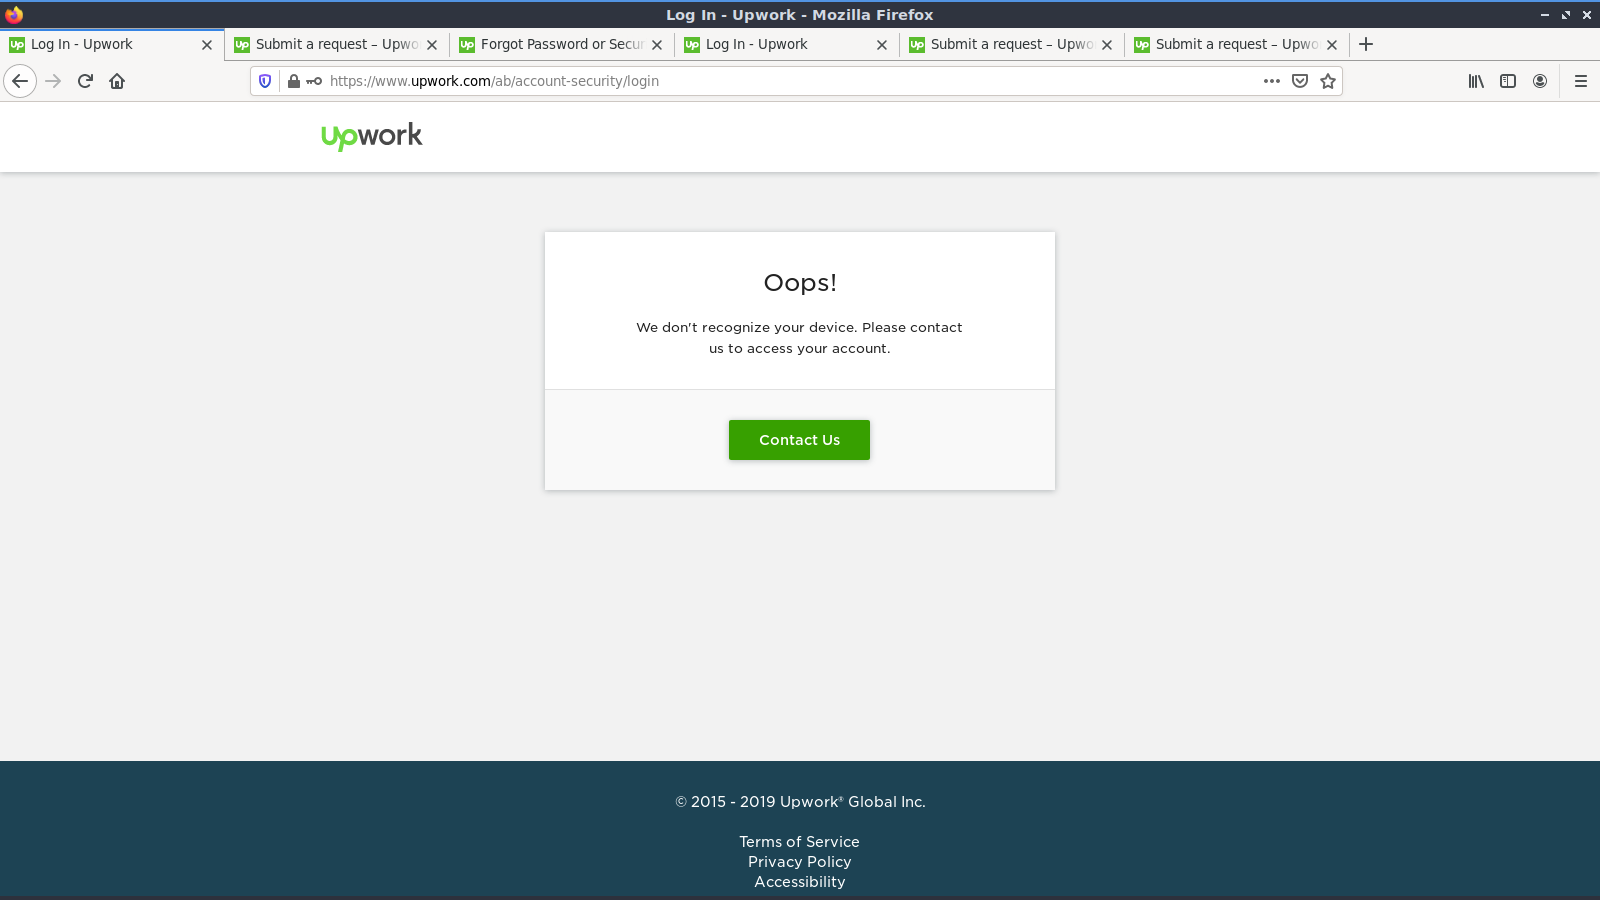 Log In - Upwork - Mozilla Firefox
Log In - Upwork
Submit a request – Upwo
Forgot Password or Secur
Log In - Upwork
Submit a request – Upwo
Submit a request – Upwo
https://www.upwork.com/ab/account-security/login
upwork
Oops!
We don't recognize your device. Please contact
us to access your account.
Contact Us
© 2015 - 2019 Upwork® Global Inc.
Terms of Service
Privacy Policy
Accessibility